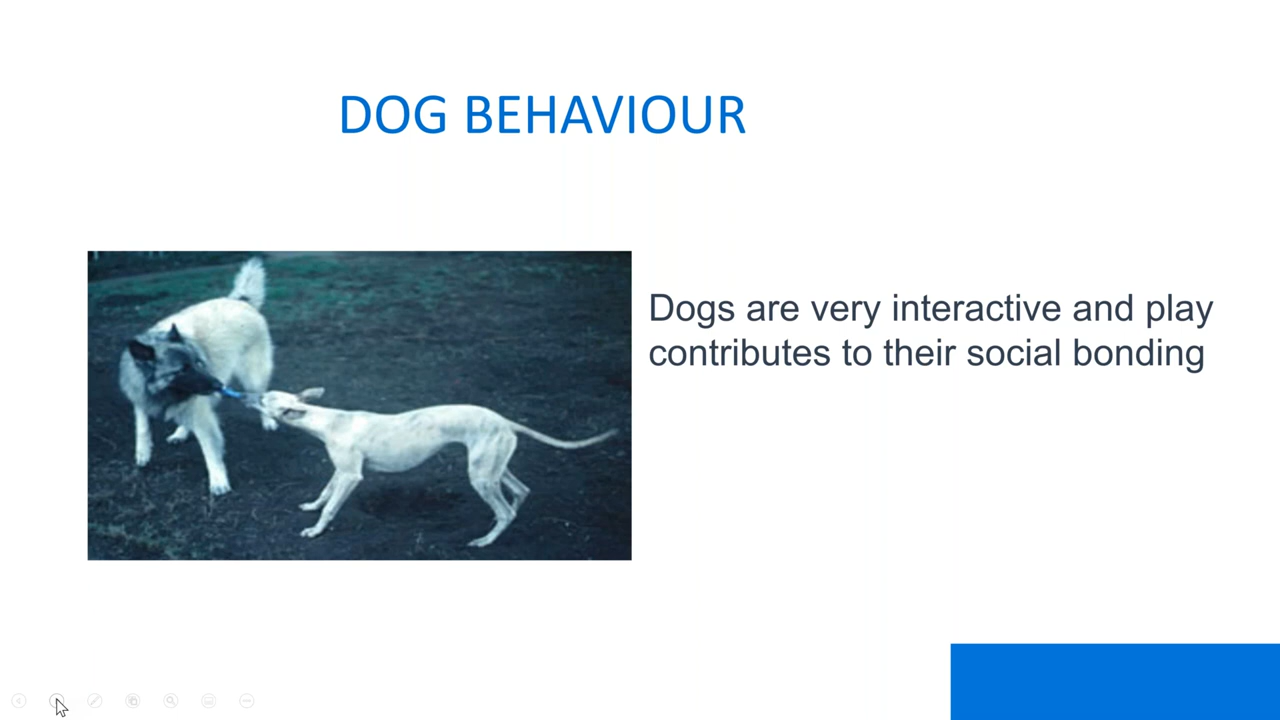 DOG BEHAVIOUR
Dogs are very interactive and play
contributes to their social bonding